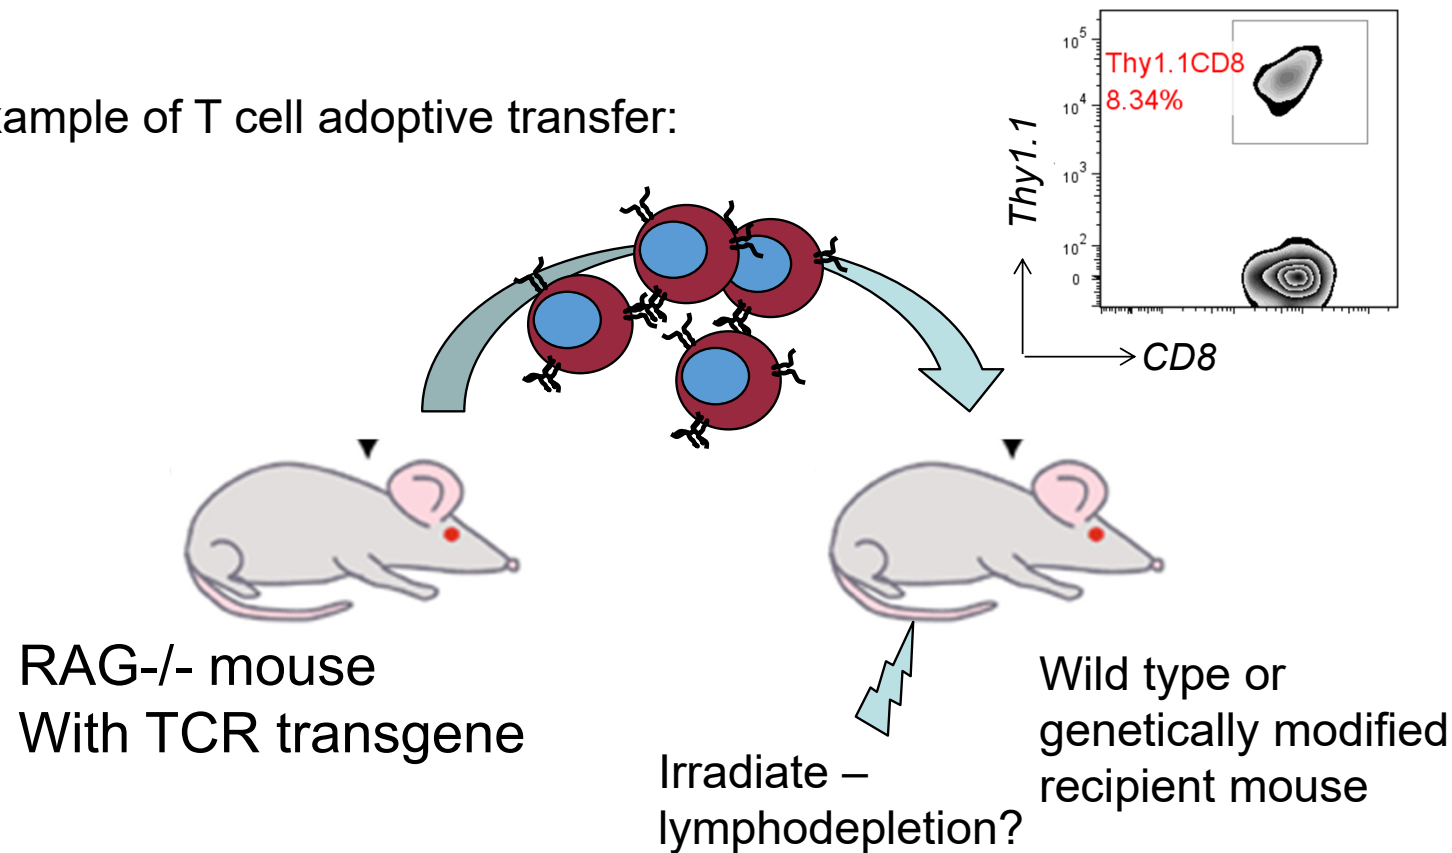 ample of T cell adoptive transfer:
10^5
Thy1.1CD8
8.34%
10^4
10^3
10^2
0
Thy1.1
CD8
RAG-/- mouse
With TCR transgene
Irradiate –
lymphodepletion?
Wild type or
genetically modified
recipient mouse